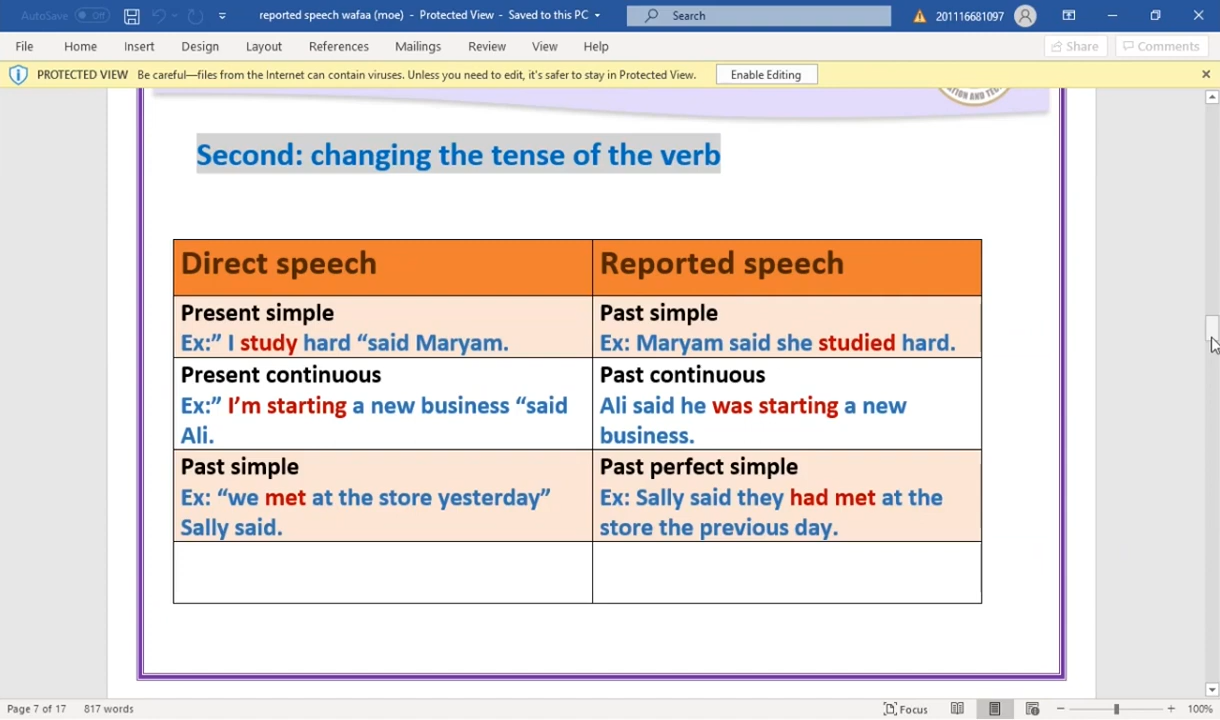 AutoSave Off
reported speech wafaa (moe) - Protected View - Saved to this PC
Search
201116681097
File Home Insert Design Layout References Mailings Review View Help
Share Comments
PROTECTED VIEW Be careful—files from the Internet can contain viruses. Unless you need to edit, it's safer to stay in Protected View. Enable Editing
Second: changing the tense of the verb
Direct speech
Reported speech
Present simple
Ex:” I study hard “said Maryam.
Past simple
Ex: Maryam said she studied hard.
Present continuous
Ex:” I’m starting a new business “said
Ali.
Past continuous
Ali said he was starting a new
business.
Past simple
Ex: “we met at the store yesterday”
Sally said.
Past perfect simple
Ex: Sally said they had met at the
store the previous day.
Page 7 of 17 817 words
Focus
100%